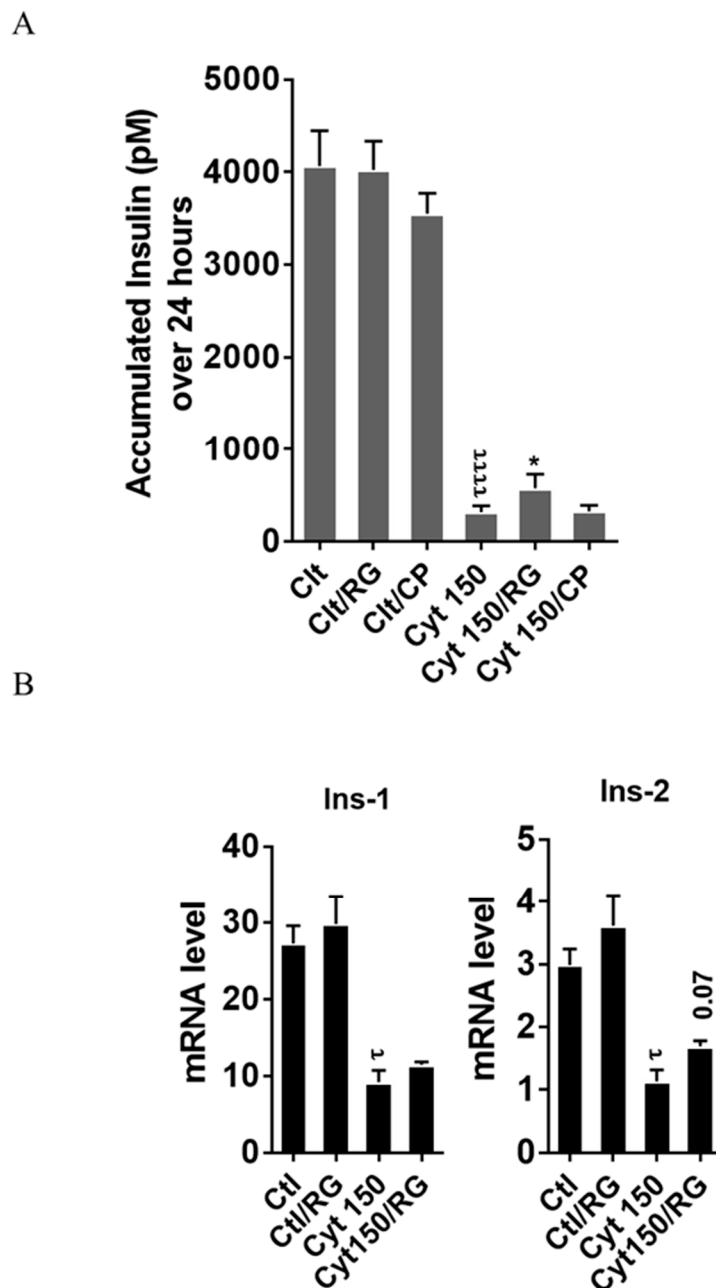 A
Accumulated Insulin (pM)
over 24 hours
5000
4000
3000
2000
1000
0
ττττ
*
Clt
Clt/RG
Clt/CP
Cyt 150
Cyt 150/RG
Cyt 150/CP
B
Ins-1
mRNA level
40
30
20
10
0
τ
Ctl
Ctl/RG
Cyt 150
Cyt150/RG
Ins-2
mRNA level
5
4
3
2
1
0
τ
0.07
Ctl
Ctl/RG
Cyt 150
Cyt150/RG